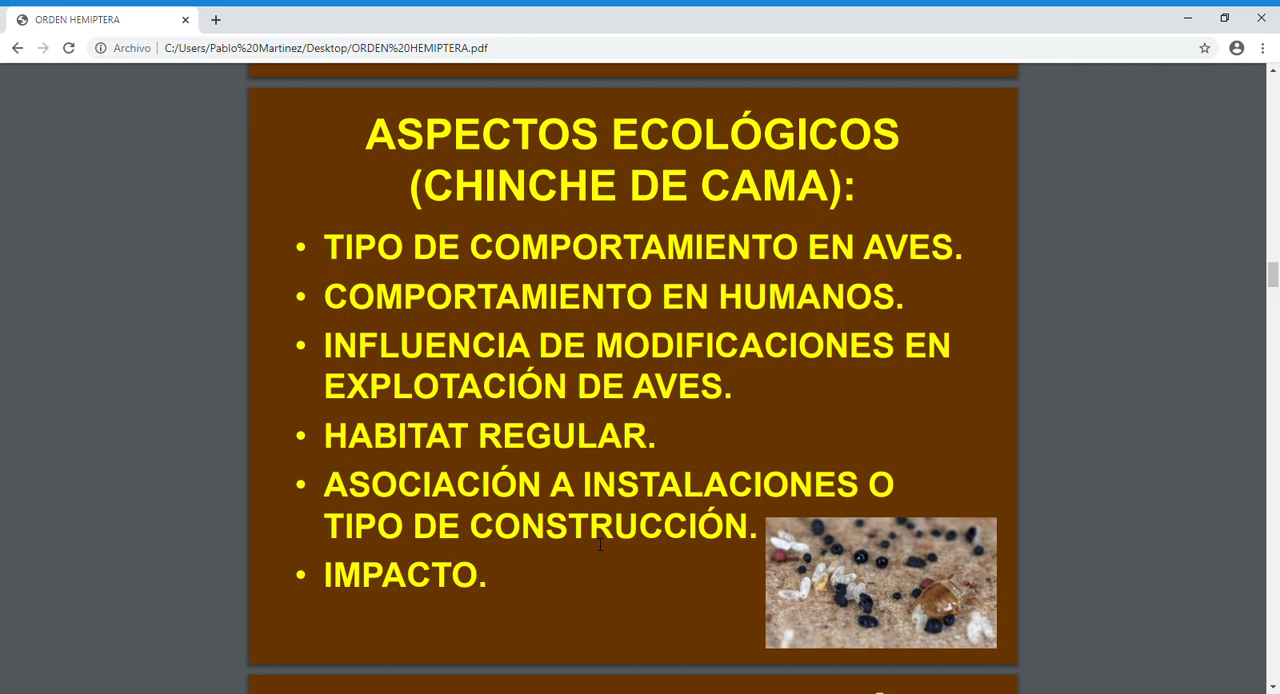 ORDEN HEMIPTERA
Archivo C:/Users/Pablo%20Martinez/Desktop/ORDEN%20HEMIPTERA.pdf
ASPECTOS ECOLÓGICOS
(CHINCHE DE CAMA):
• TIPO DE COMPORTAMIENTO EN AVES.
• COMPORTAMIENTO EN HUMANOS.
• INFLUENCIA DE MODIFICACIONES EN
EXPLOTACIÓN DE AVES.
• HABITAT REGULAR.
• ASOCIACIÓN A INSTALACIONES O
TIPO DE CONSTRUCCIÓN.
• IMPACTO.